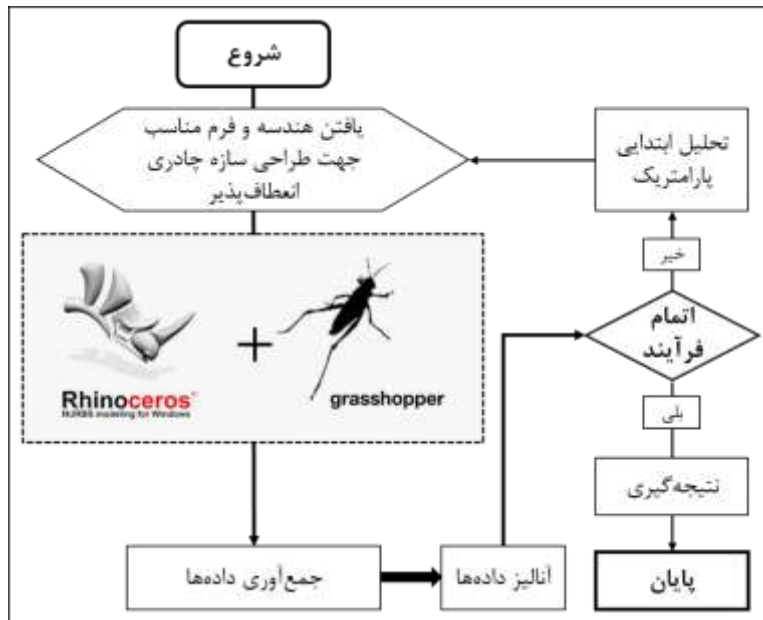 شروع
یافتن هندسه و فرم مناسب
جهت طراحی سازه چادری
انعطاف‌پذیر
Rhinoceros®
NURBS modeling for Windows
+
grasshopper
جمع‌آوری داده‌ها
آنالیز داده‌ها
اتمام
فرآیند
خیر
تحلیل ابتدایی
پارامتریک
بلی
نتیجه‌گیری
پایان